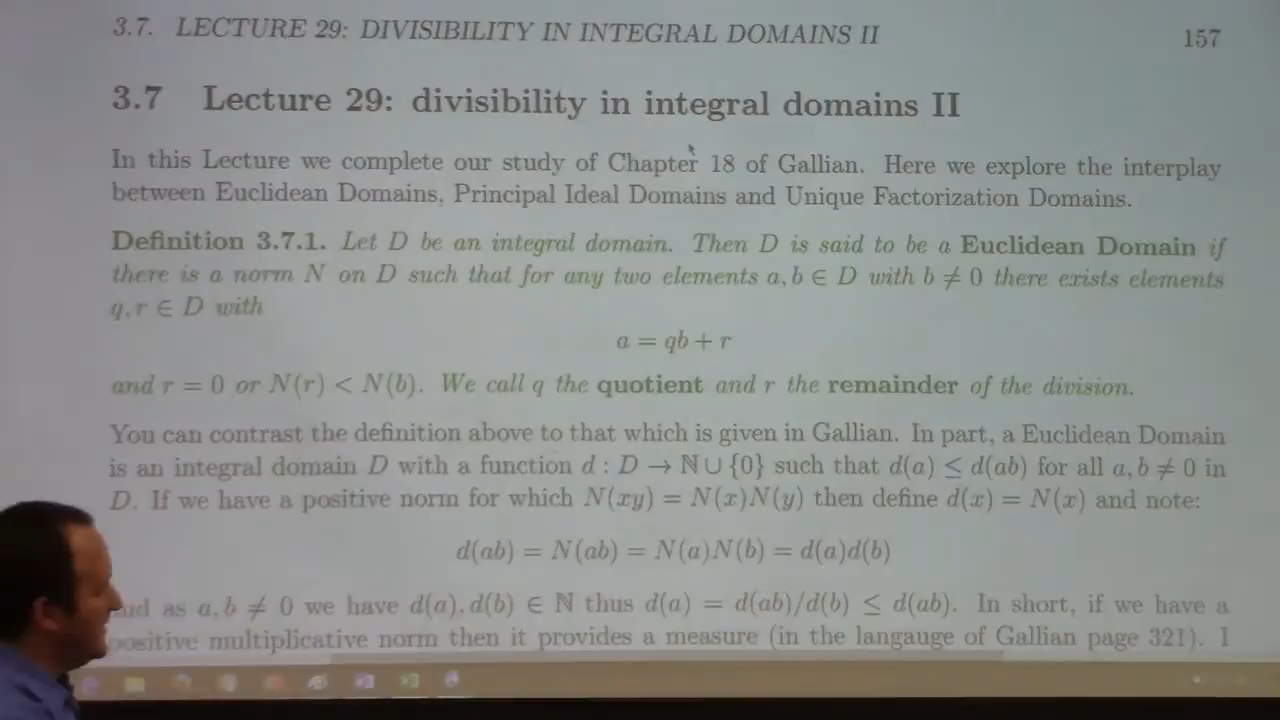 3.7. LECTURE 29: DIVISIBILITY IN INTEGRAL DOMAINS II 157
3.7 Lecture 29: divisibility in integral domains II
In this Lecture we complete our study of Chapter 18 of Gallian. Here we explore the interplay
between Euclidean Domains, Principal Ideal Domains and Unique Factorization Domains.
Definition 3.7.1. Let D be an integral domain. Then D is said to be a Euclidean Domain if
there is a norm N on D such that for any two elements a, b ∈ D with b ≠ 0 there exists elements
q, r ∈ D with
a = qb + r
and r = 0 or N(r) < N(b). We call q the quotient and r the remainder of the division.
You can contrast the definition above to that which is given in Gallian. In part, a Euclidean Domain
is an integral domain D with a function d : D → ℕ ∪ {0} such that d(a) ≤ d(ab) for all a, b ≠ 0 in
D. If we have a positive norm for which N(xy) = N(x)N(y) then define d(x) = N(x) and note:
d(ab) = N(ab) = N(a)N(b) = d(a)d(b)
as a, b ≠ 0 we have d(a), d(b) ∈ ℕ thus d(a) = d(ab)/d(b) ≤ d(ab). In short, if we have a
positive multiplicative norm then it provides a measure (in the langauge of Gallian page 321). I